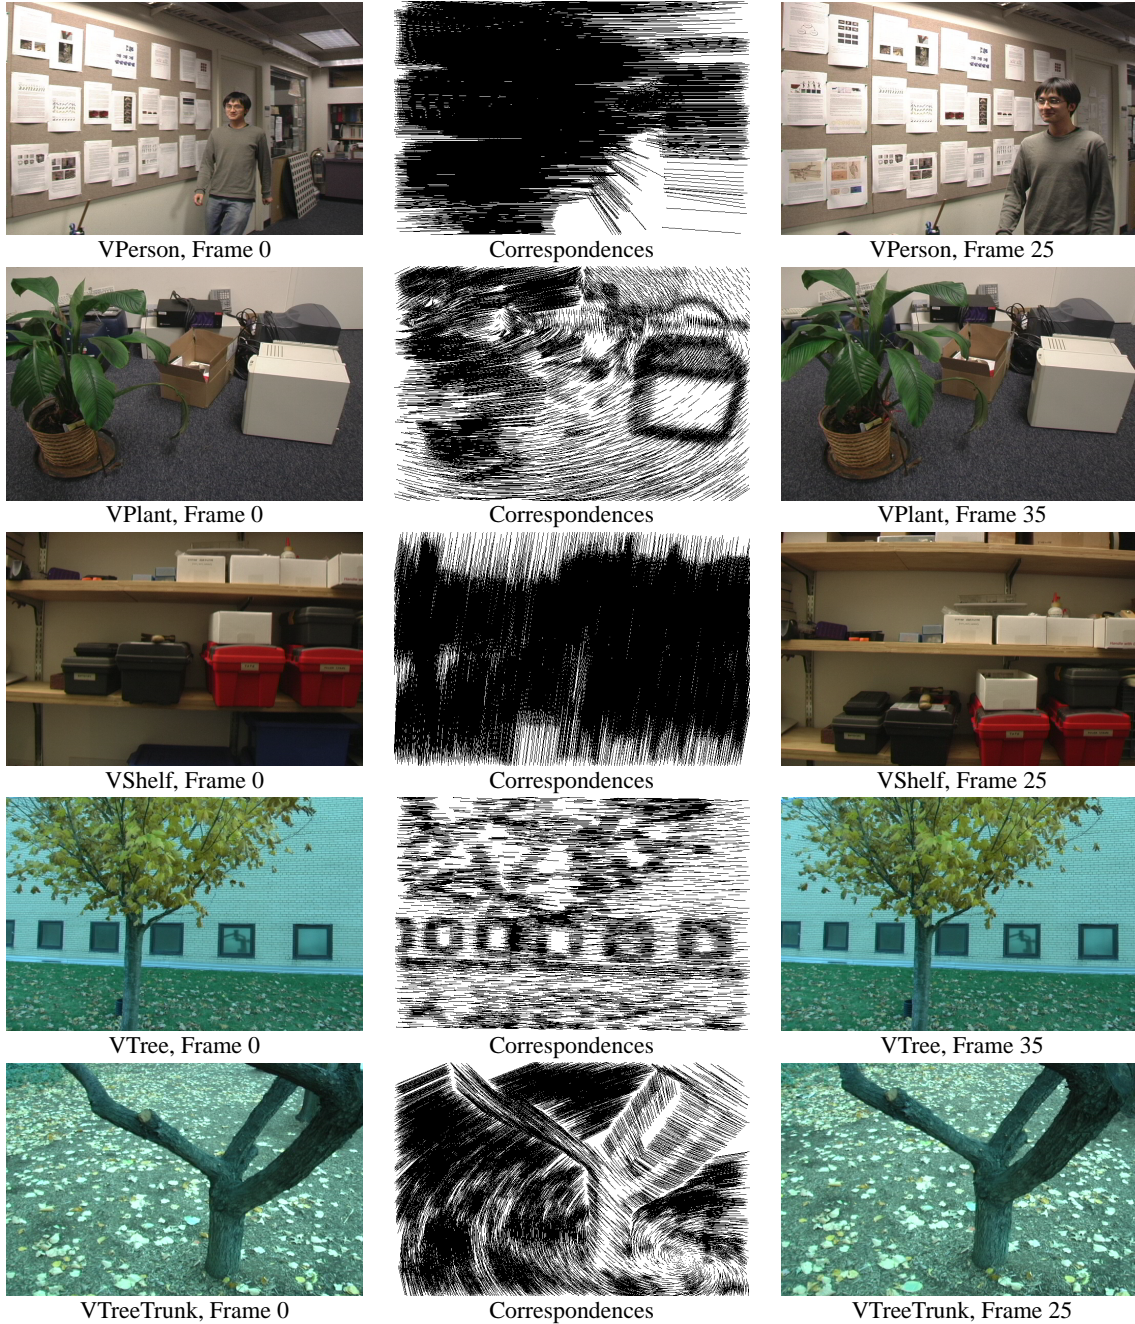 VPerson, Frame 0
Correspondences
VPerson, Frame 25
VPlant, Frame 0
Correspondences
VPlant, Frame 35
VShelf, Frame 0
Correspondences
VShelf, Frame 25
VTree, Frame 0
Correspondences
VTree, Frame 35
VTreeTrunk, Frame 0
Correspondences
VTreeTrunk, Frame 25